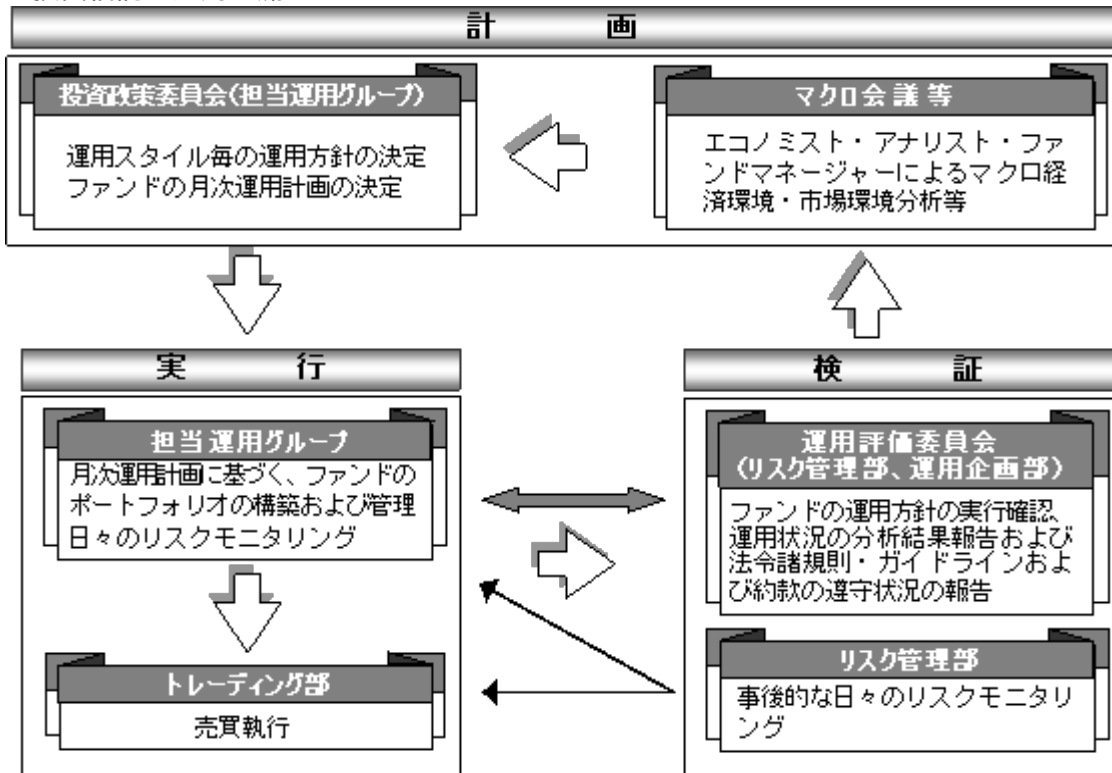 計 画
投資政策委員会(担当運用グループ)
運用スタイル毎の運用方針の決定
ファンドの月次運用計画の決定
マクロ会議等
エコノミスト・アナリスト・ファ
ンドマネージャーによるマクロ経
済環境・市場環境分析等
実 行
担当運用グループ
月次運用計画に基づく、ファンドの
ポートフォリオの構築および管理
日々のリスクモニタリング
トレーディング部
売買執行
検 証
運用評価委員会
(リスク管理部、運用企画部)
ファンドの運用方針の実行確認、
運用状況の分析結果報告および
法令諸規則・ガイドラインおよ
び約款の遵守状況の報告
リスク管理部
事後的な日々のリスクモニタリ
ング